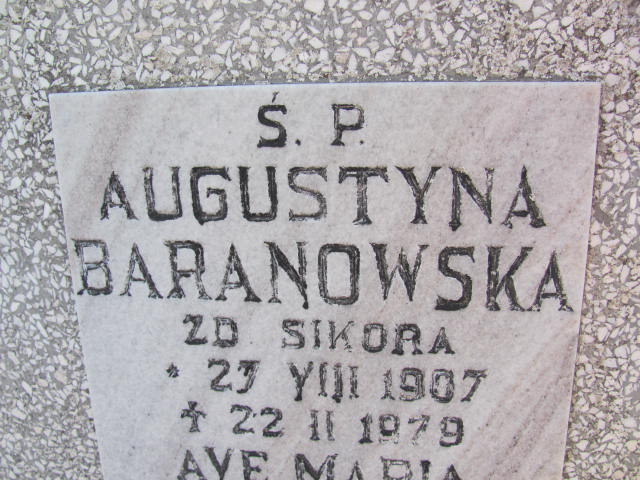 Ś. P.
AUGUSTYNA
BARANOWSKA
ZD SIKORA
* 27 VIII 1907
✝ 22 II 1979
AVE MARIA